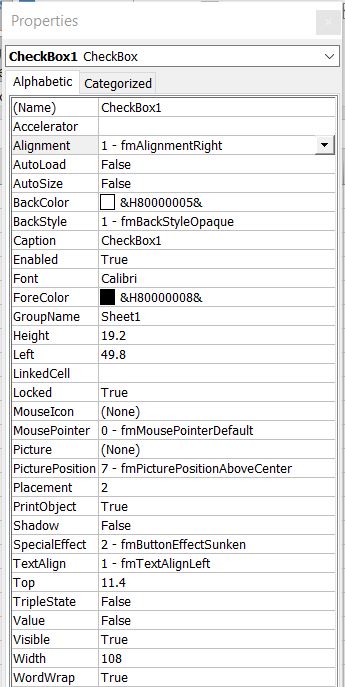 Properties
CheckBox1 CheckBox
Alphabetic Categorized
(Name) CheckBox1
Accelerator
Alignment 1 - fmAlignmentRight
AutoLoad False
AutoSize False
BackColor &H80000005&
BackStyle 1 - fmBackStyleOpaque
Caption CheckBox1
Enabled True
Font Calibri
ForeColor &H80000008&
GroupName Sheet1
Height 19.2
Left 49.8
LinkedCell
Locked True
MouseIcon (None)
MousePointer 0 - fmMousePointerDefault
Picture (None)
PicturePosition 7 - fmPicturePositionAboveCenter
Placement 2
PrintObject True
Shadow False
SpecialEffect 2 - fmButtonEffectSunken
TextAlign 1 - fmTextAlignLeft
Top 11.4
TripleState False
Value False
Visible True
Width 108
WordWrap True